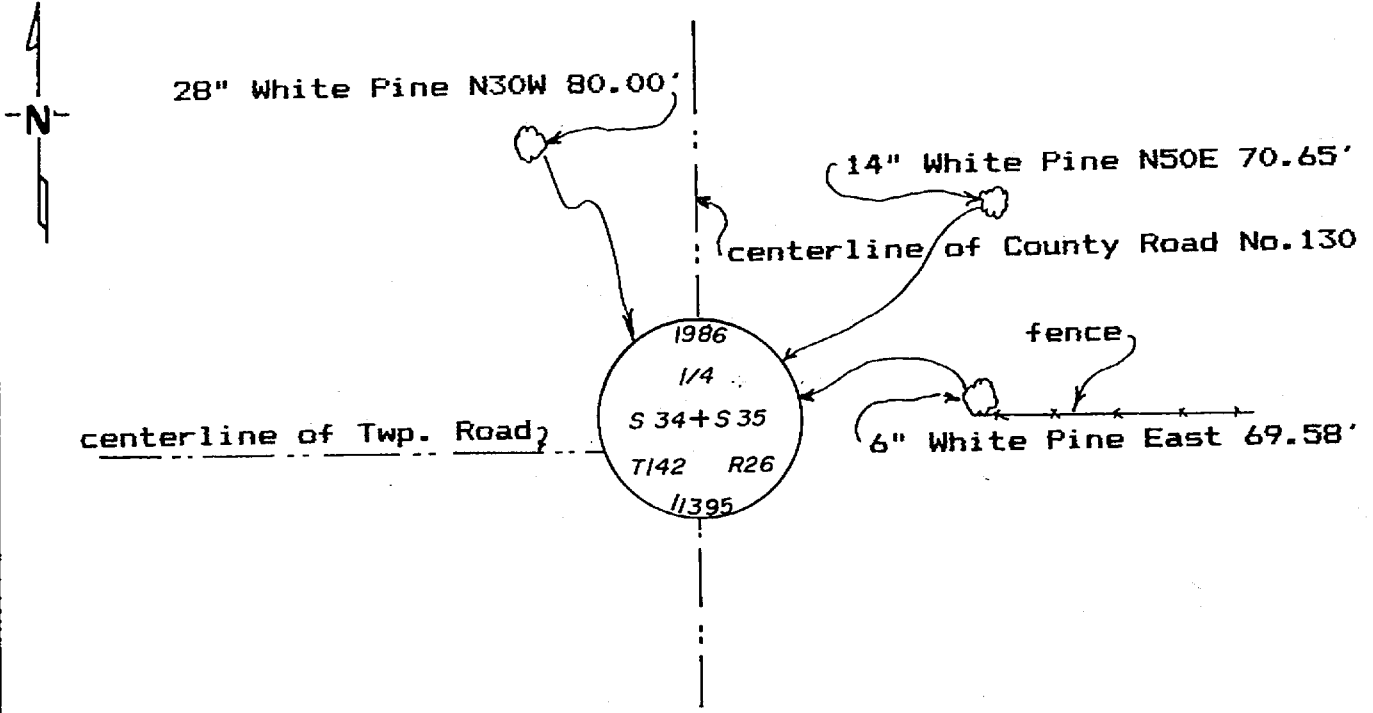 28" White Pine N30W 80.00'
-N-
14" White Pine N50E 70.65'
centerline of County Road No.130
fence
1986
1/4
S 34+S 35
centerline of Twp. Road
6" White Pine East 69.58'
T142 R26
11395